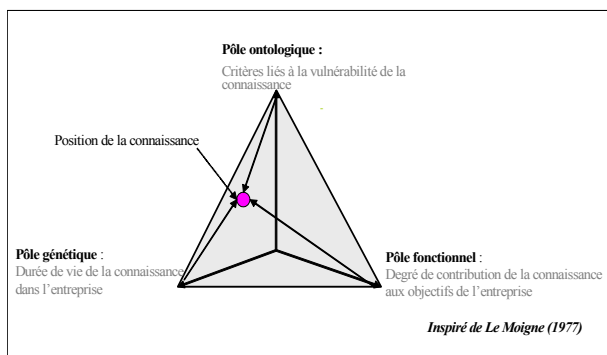 Pôle ontologique :
Critères liés à la vulnérabilité de la
connaissance
Position de la connaissance
Pôle génétique :
Durée de vie de la connaissance
dans l'entreprise
Pôle fonctionnel :
Degré de contribution de la connaissance
aux objectifs de l'entreprise
Inspiré de Le Moigne (1977)